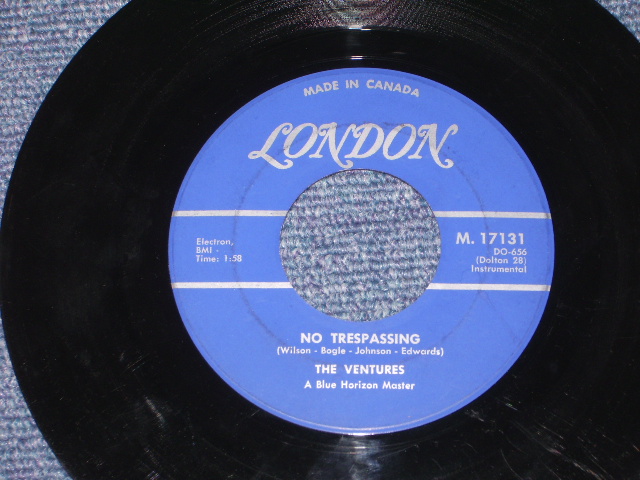 MADE IN CANADA
LONDON
Electron,
BMI -
Time: 1:58
M. 17131
DO-656
(Dolton 28)
Instrumental
NO TRESPASSING
(Wilson - Bogle - Johnson - Edwards)
THE VENTURES
A Blue Horizon Master